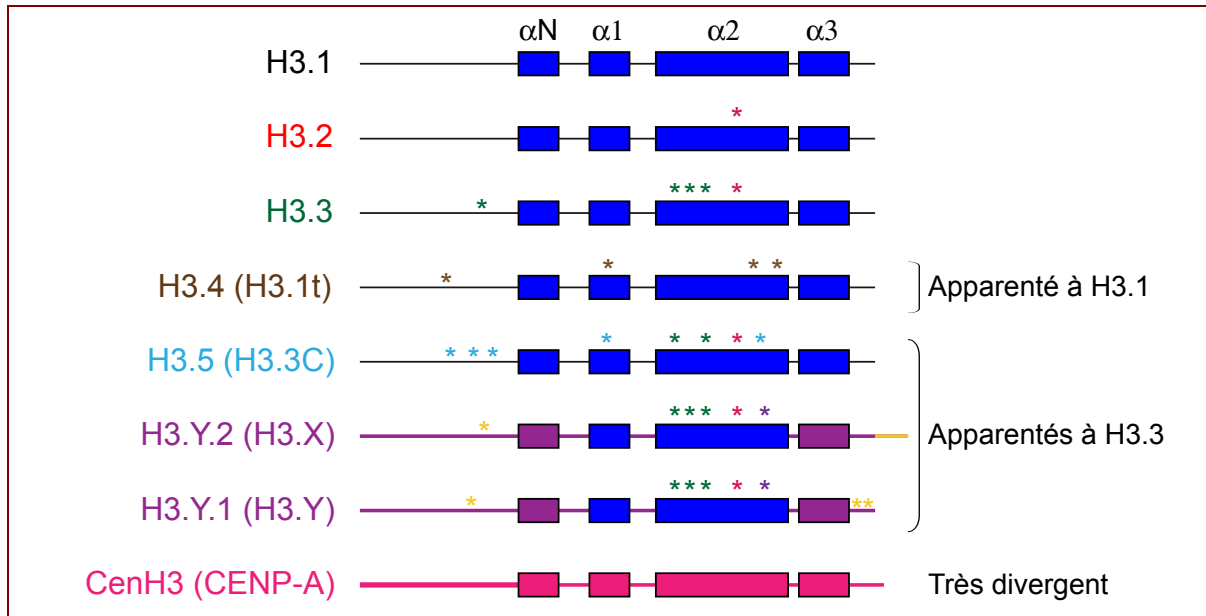 αN α1 α2 α3
H3.1
*
H3.2
* *** *
H3.3
* * * *
H3.4 (H3.1t) Apparenté à H3.1
*** * * * * *
H3.5 (H3.3C)
* *** * *
H3.Y.2 (H3.X) Apparentés à H3.3
* *** * * **
H3.Y.1 (H3.Y)
CenH3 (CENP-A) Très divergent